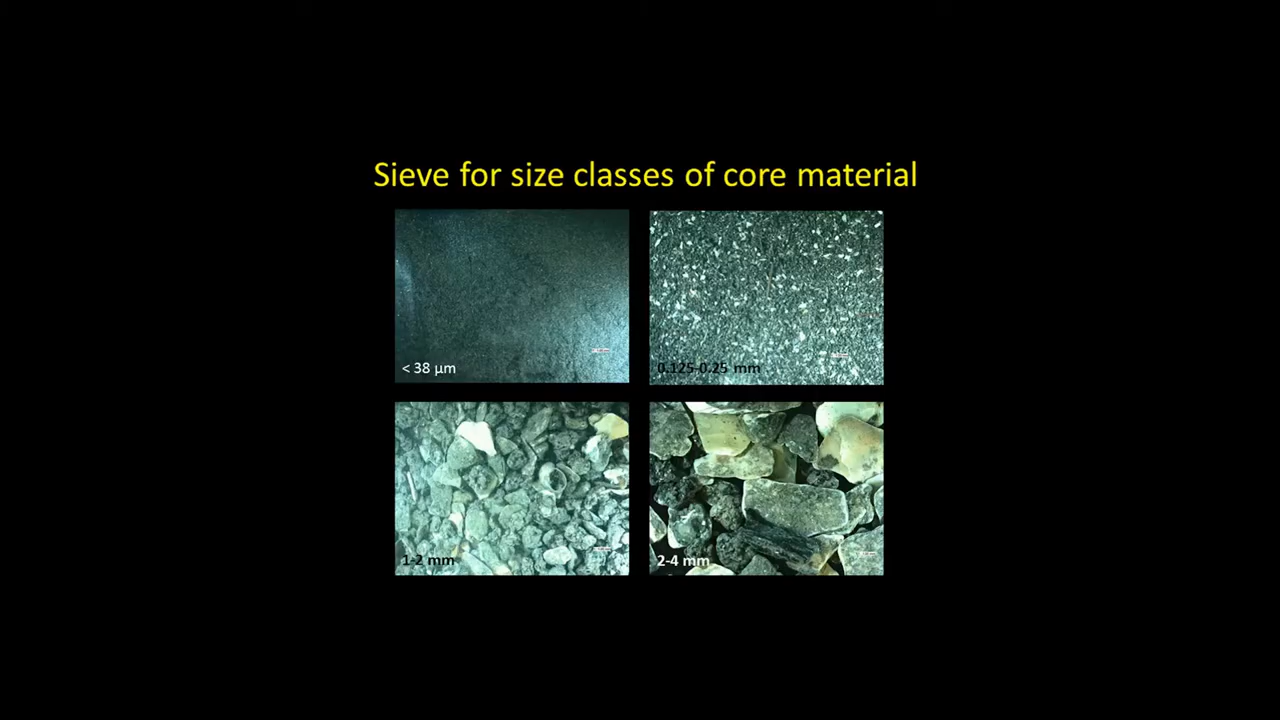 Sieve for size classes of core material
< 38 µm
0.125-0.25 mm
1-2 mm
2-4 mm